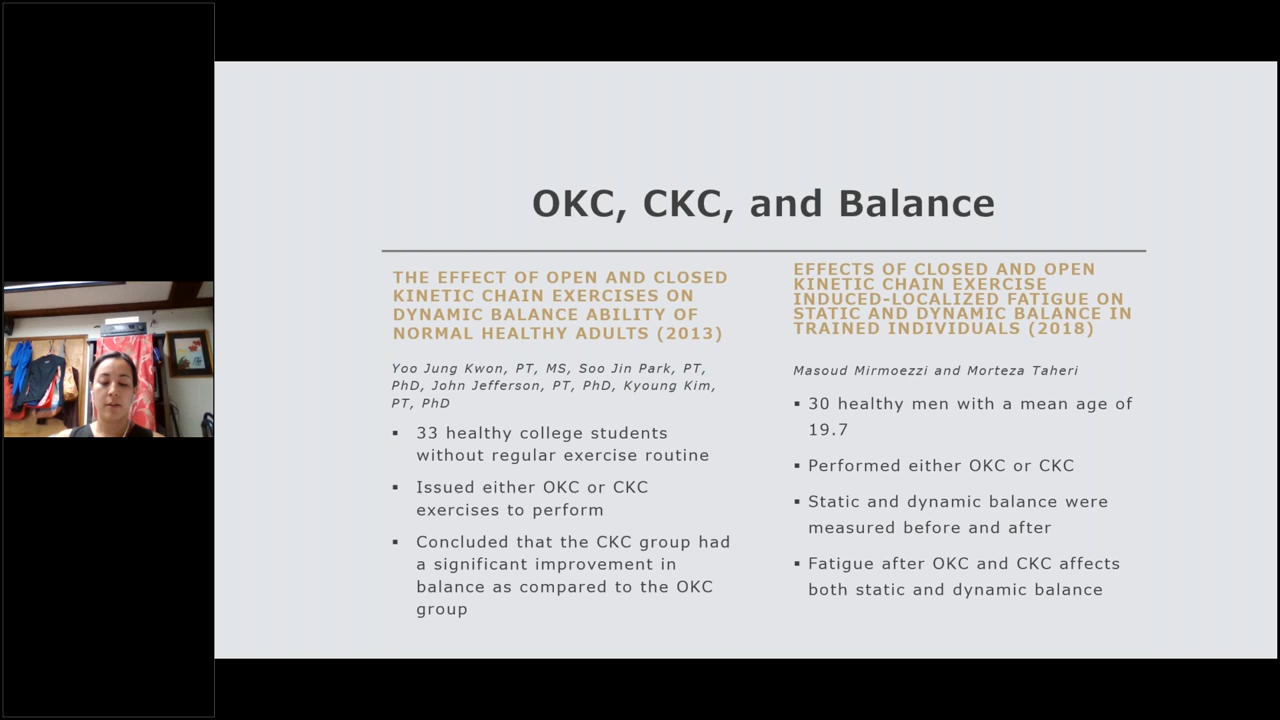 OKC, CKC, and Balance
THE EFFECT OF OPEN AND CLOSED
KINETIC CHAIN EXERCISES ON
DYNAMIC BALANCE ABILITY OF
NORMAL HEALTHY ADULTS (2013)
Yoo Jung Kwon, PT, MS, Soo Jin Park, PT,
PhD, John Jefferson, PT, PhD, Kyoung Kim,
PT, PhD
▪ 33 healthy college students
without regular exercise routine
▪ Issued either OKC or CKC
exercises to perform
▪ Concluded that the CKC group had
a significant improvement in
balance as compared to the OKC
group
EFFECTS OF CLOSED AND OPEN
KINETIC CHAIN EXERCISE
INDUCED-LOCALIZED FATIGUE ON
STATIC AND DYNAMIC BALANCE IN
TRAINED INDIVIDUALS (2018)
Masoud Mirmoezzi and Morteza Taheri
▪ 30 healthy men with a mean age of
19.7
▪ Performed either OKC or CKC
▪ Static and dynamic balance were
measured before and after
▪ Fatigue after OKC and CKC affects
both static and dynamic balance